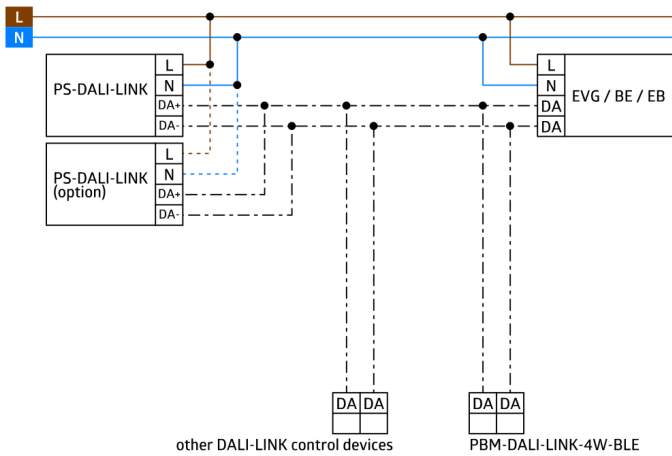 L
N
PS-DALI-LINK
L
N
DA+
DA-
EVG / BE / EB
L
N
DA
DA
PS-DALI-LINK
(option)
L
N
DA+
DA-
DA DA
DA DA
other DALI-LINK control devices
PBM-DALI-LINK-4W-BLE